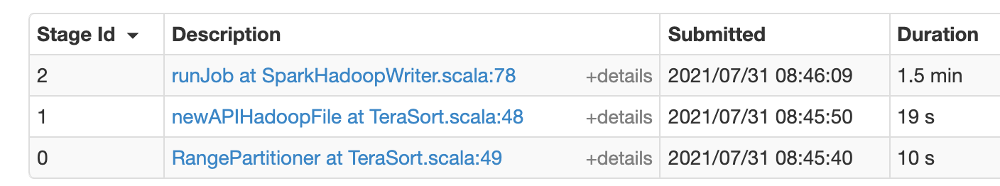 Stage Id Description Submitted Duration
2 runJob at SparkHadoopWriter.scala:78 +details 2021/07/31 08:46:09 1.5 min
1 newAPIHadoopFile at TeraSort.scala:48 +details 2021/07/31 08:45:50 19 s
0 RangePartitioner at TeraSort.scala:49 +details 2021/07/31 08:45:40 10 s